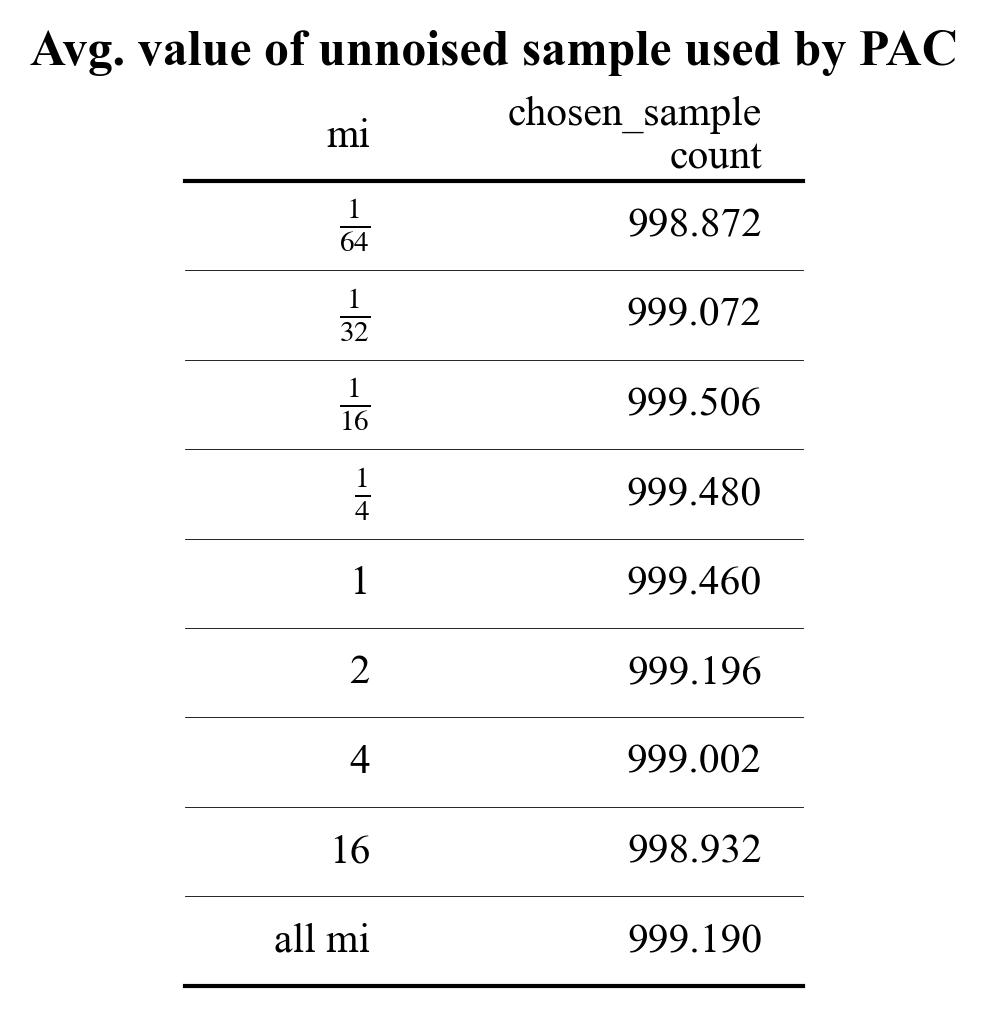 Avg. value of unnoised sample used by PAC
mi chosen_sample count
1/64 998.872
1/32 999.072
1/16 999.506
1/4 999.480
1 999.460
2 999.196
4 999.002
16 998.932
all mi 999.190